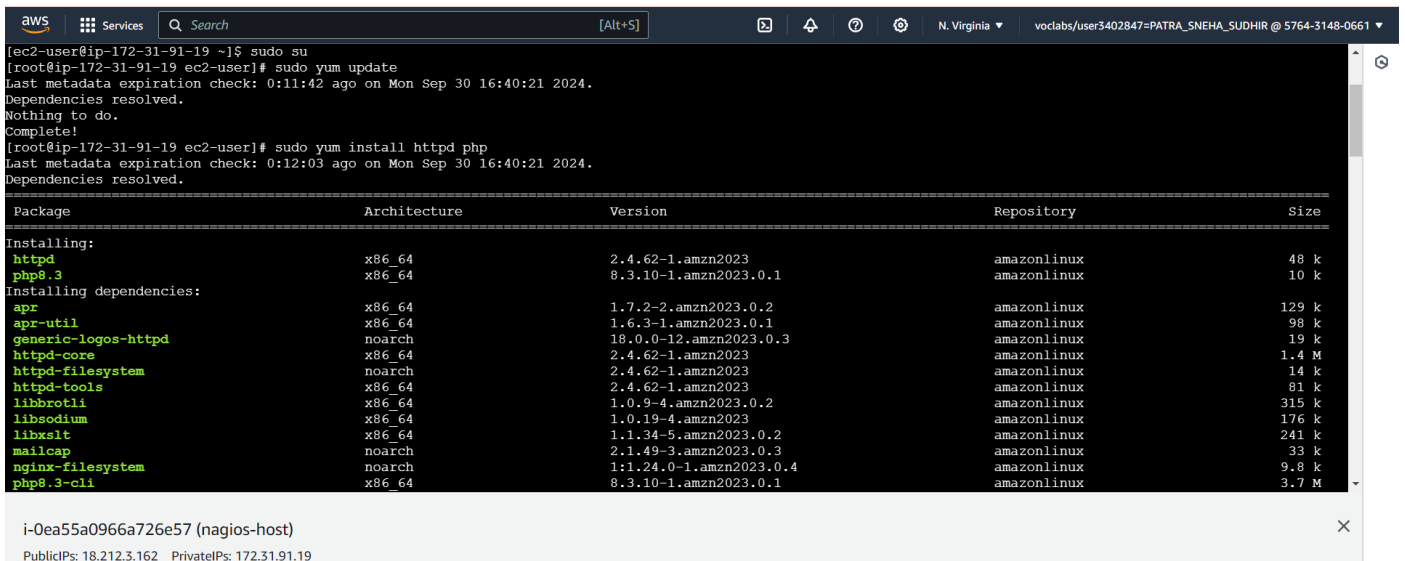 aws Services Search [Alt+S] N. Virginia ▼ voclabs/user3402847=PATRA_SNEHA_SUDHIR @ 5764-3148-0661 ▼
[ec2-user@ip-172-31-91-19 ~]$ sudo su
[root@ip-172-31-91-19 ec2-user]# sudo yum update
Last metadata expiration check: 0:11:42 ago on Mon Sep 30 16:40:21 2024.
Dependencies resolved.
Nothing to do.
Complete!
[root@ip-172-31-91-19 ec2-user]# sudo yum install httpd php
Last metadata expiration check: 0:12:03 ago on Mon Sep 30 16:40:21 2024.
Dependencies resolved.
Package Architecture Version Repository Size
Installing:
httpd x86_64 2.4.62-1.amzn2023 amazonlinux 48 k
php8.3 x86_64 8.3.10-1.amzn2023.0.1 amazonlinux 10 k
Installing dependencies:
apr x86_64 1.7.2-2.amzn2023.0.2 amazonlinux 129 k
apr-util x86_64 1.6.3-1.amzn2023.0.1 amazonlinux 98 k
generic-logos-httpd noarch 18.0.0-12.amzn2023.0.3 amazonlinux 19 k
httpd-core x86_64 2.4.62-1.amzn2023 amazonlinux 1.4 M
httpd-filesystem noarch 2.4.62-1.amzn2023 amazonlinux 14 k
httpd-tools x86_64 2.4.62-1.amzn2023 amazonlinux 81 k
libbrotli x86_64 1.0.9-4.amzn2023.0.2 amazonlinux 315 k
libsodium x86_64 1.0.19-4.amzn2023 amazonlinux 176 k
libxslt x86_64 1.1.34-5.amzn2023.0.2 amazonlinux 241 k
mailcap noarch 2.1.49-3.amzn2023.0.3 amazonlinux 33 k
nginx-filesystem noarch 1:1.24.0-1.amzn2023.0.4 amazonlinux 9.8 k
php8.3-cli x86_64 8.3.10-1.amzn2023.0.1 amazonlinux 3.7 M
i-0ea55a0966a726e57 (nagios-host)
PublicIPs: 18.212.3.162 PrivateIPs: 172.31.91.19